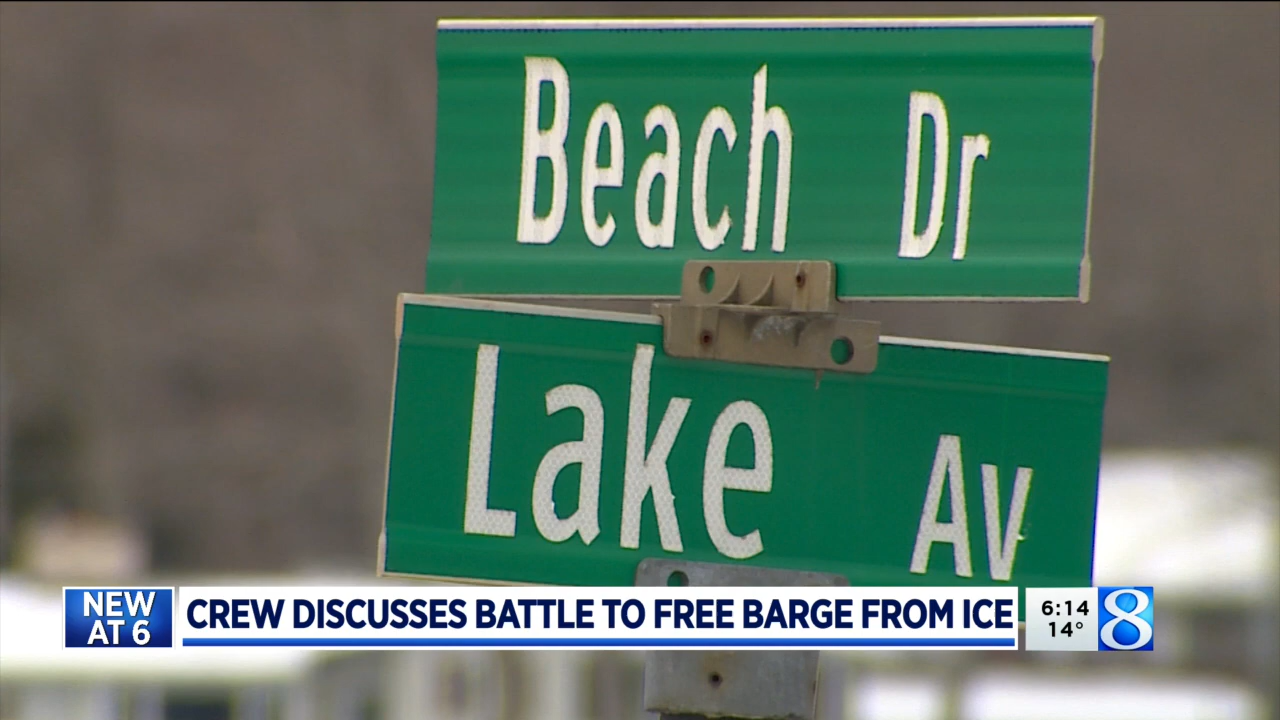 Beach Dr
Lake Av
NEW
AT 6
CREW DISCUSSES BATTLE TO FREE BARGE FROM ICE
6:14
14°
8